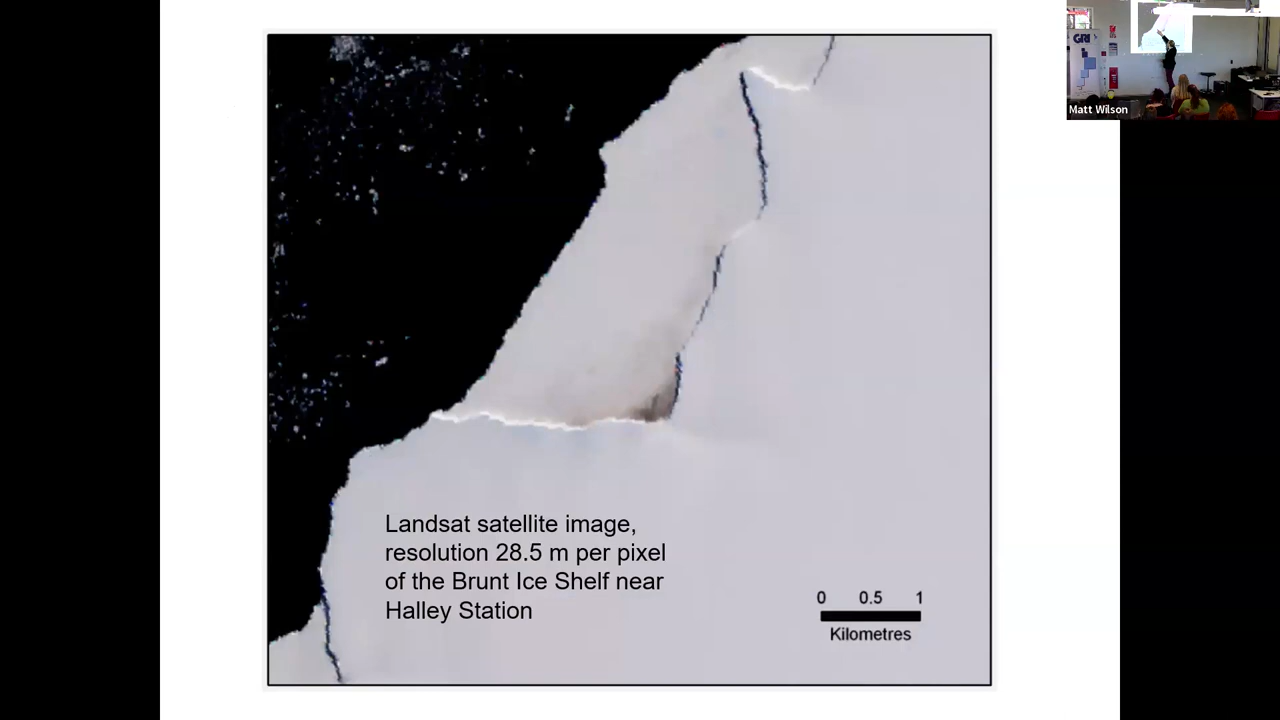 Landsat satellite image,
resolution 28.5 m per pixel
of the Brunt Ice Shelf near
Halley Station
0 0.5 1
Kilometres
GRI
Matt Wilson